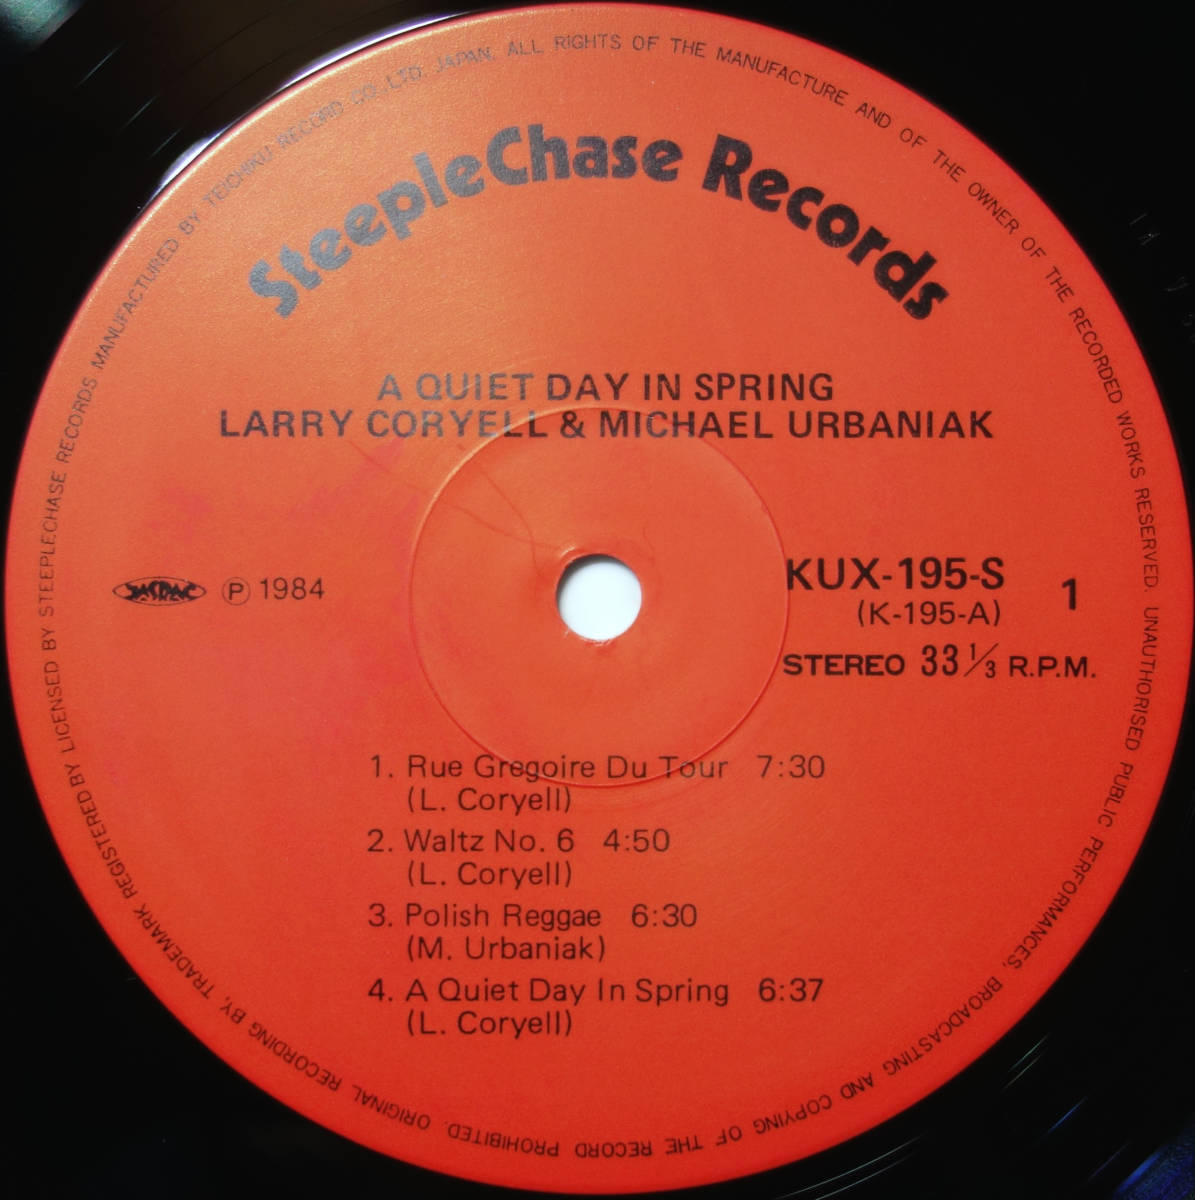 SteepleChase Records
A QUIET DAY IN SPRING
LARRY CORYELL & MICHAEL URBANIAK
JASRAC
Ⓟ 1984
KUX-195-S
(K-195-A)
1
STEREO 33 1/3 R.P.M.
1. Rue Gregoire Du Tour 7:30
(L. Coryell)
2. Waltz No. 6 4:50
(L. Coryell)
3. Polish Reggae 6:30
(M. Urbaniak)
4. A Quiet Day In Spring 6:37
(L. Coryell)
ORIGINAL RECORDING BY, TRADEMARK REGISTERED BY LICENSED BY STEEPLECHASE RECORDS MANUFACTURED BY TEICHIKU RECORD CO., LTD. JAPAN. ALL RIGHTS OF THE MANUFACTURE AND OF THE OWNER OF THE RECORDED WORKS RESERVED. UNAUTHORISED PUBLIC PERFORMANCES, BROADCASTING AND COPYING OF THE RECORD PROHIBITED.